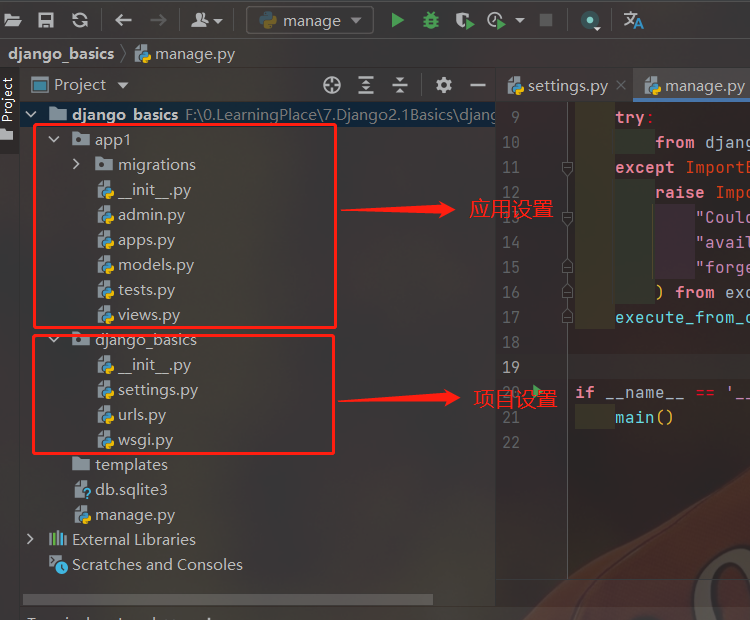 manage
django_basics
manage.py
Project
Project
settings.py
manage.py
django_basics F:\0.LearningPlace\7.Django2.1Basics\djang
app1
migrations
__init__.py
admin.py
apps.py
models.py
tests.py
views.py
应用设置
django_basics
__init__.py
settings.py
urls.py
wsgi.py
项目设置
templates
db.sqlite3
manage.py
External Libraries
Scratches and Consoles
9 try:
10 from djan
11 except ImportE
12 raise Impo
13 "Could
14 "avail
15 "forge
16 ) from exc
17 execute_from_c
18
19
20 if __name__ == '__
21 main()
22